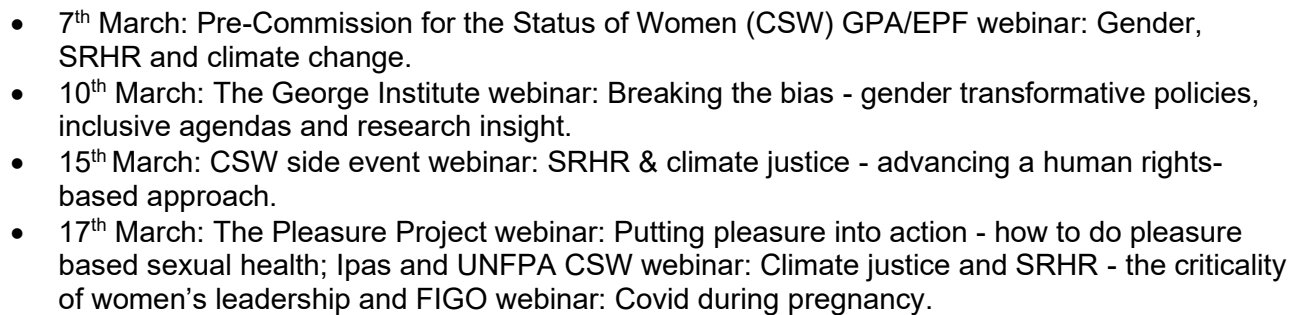 • 7th March: Pre-Commission for the Status of Women (CSW) GPA/EPF webinar: Gender,
SRHR and climate change.
• 10th March: The George Institute webinar: Breaking the bias - gender transformative policies,
inclusive agendas and research insight.
• 15th March: CSW side event webinar: SRHR & climate justice - advancing a human rights-
based approach.
• 17th March: The Pleasure Project webinar: Putting pleasure into action - how to do pleasure
based sexual health; Ipas and UNFPA CSW webinar: Climate justice and SRHR - the criticality
of women’s leadership and FIGO webinar: Covid during pregnancy.